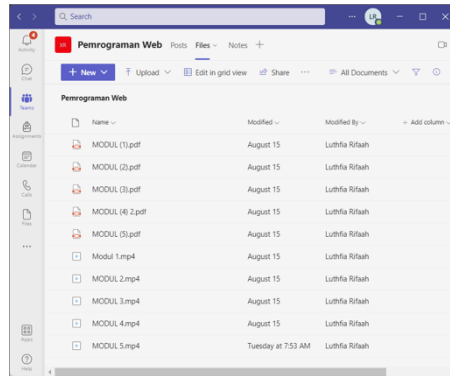 Search
LR
4
Activity
Chat
Teams
Assignments
Calendar
Calls
Files
Apps
Help
Pemrograman Web Posts Files Notes
New Upload Edit in grid view Share All Documents
Pemrograman Web
Name Modified Modified By + Add column
MODUL (1).pdf August 15 Luthfia Rifaah
MODUL (2).pdf August 15 Luthfia Rifaah
MODUL (3).pdf August 15 Luthfia Rifaah
MODUL (4) 2.pdf August 15 Luthfia Rifaah
MODUL (5).pdf August 15 Luthfia Rifaah
Modul 1.mp4 August 15 Luthfia Rifaah
MODUL 2.mp4 August 15 Luthfia Rifaah
MODUL 3.mp4 August 15 Luthfia Rifaah
MODUL 4.mp4 August 15 Luthfia Rifaah
MODUL 5.mp4 Tuesday at 7:53 AM Luthfia Rifaah